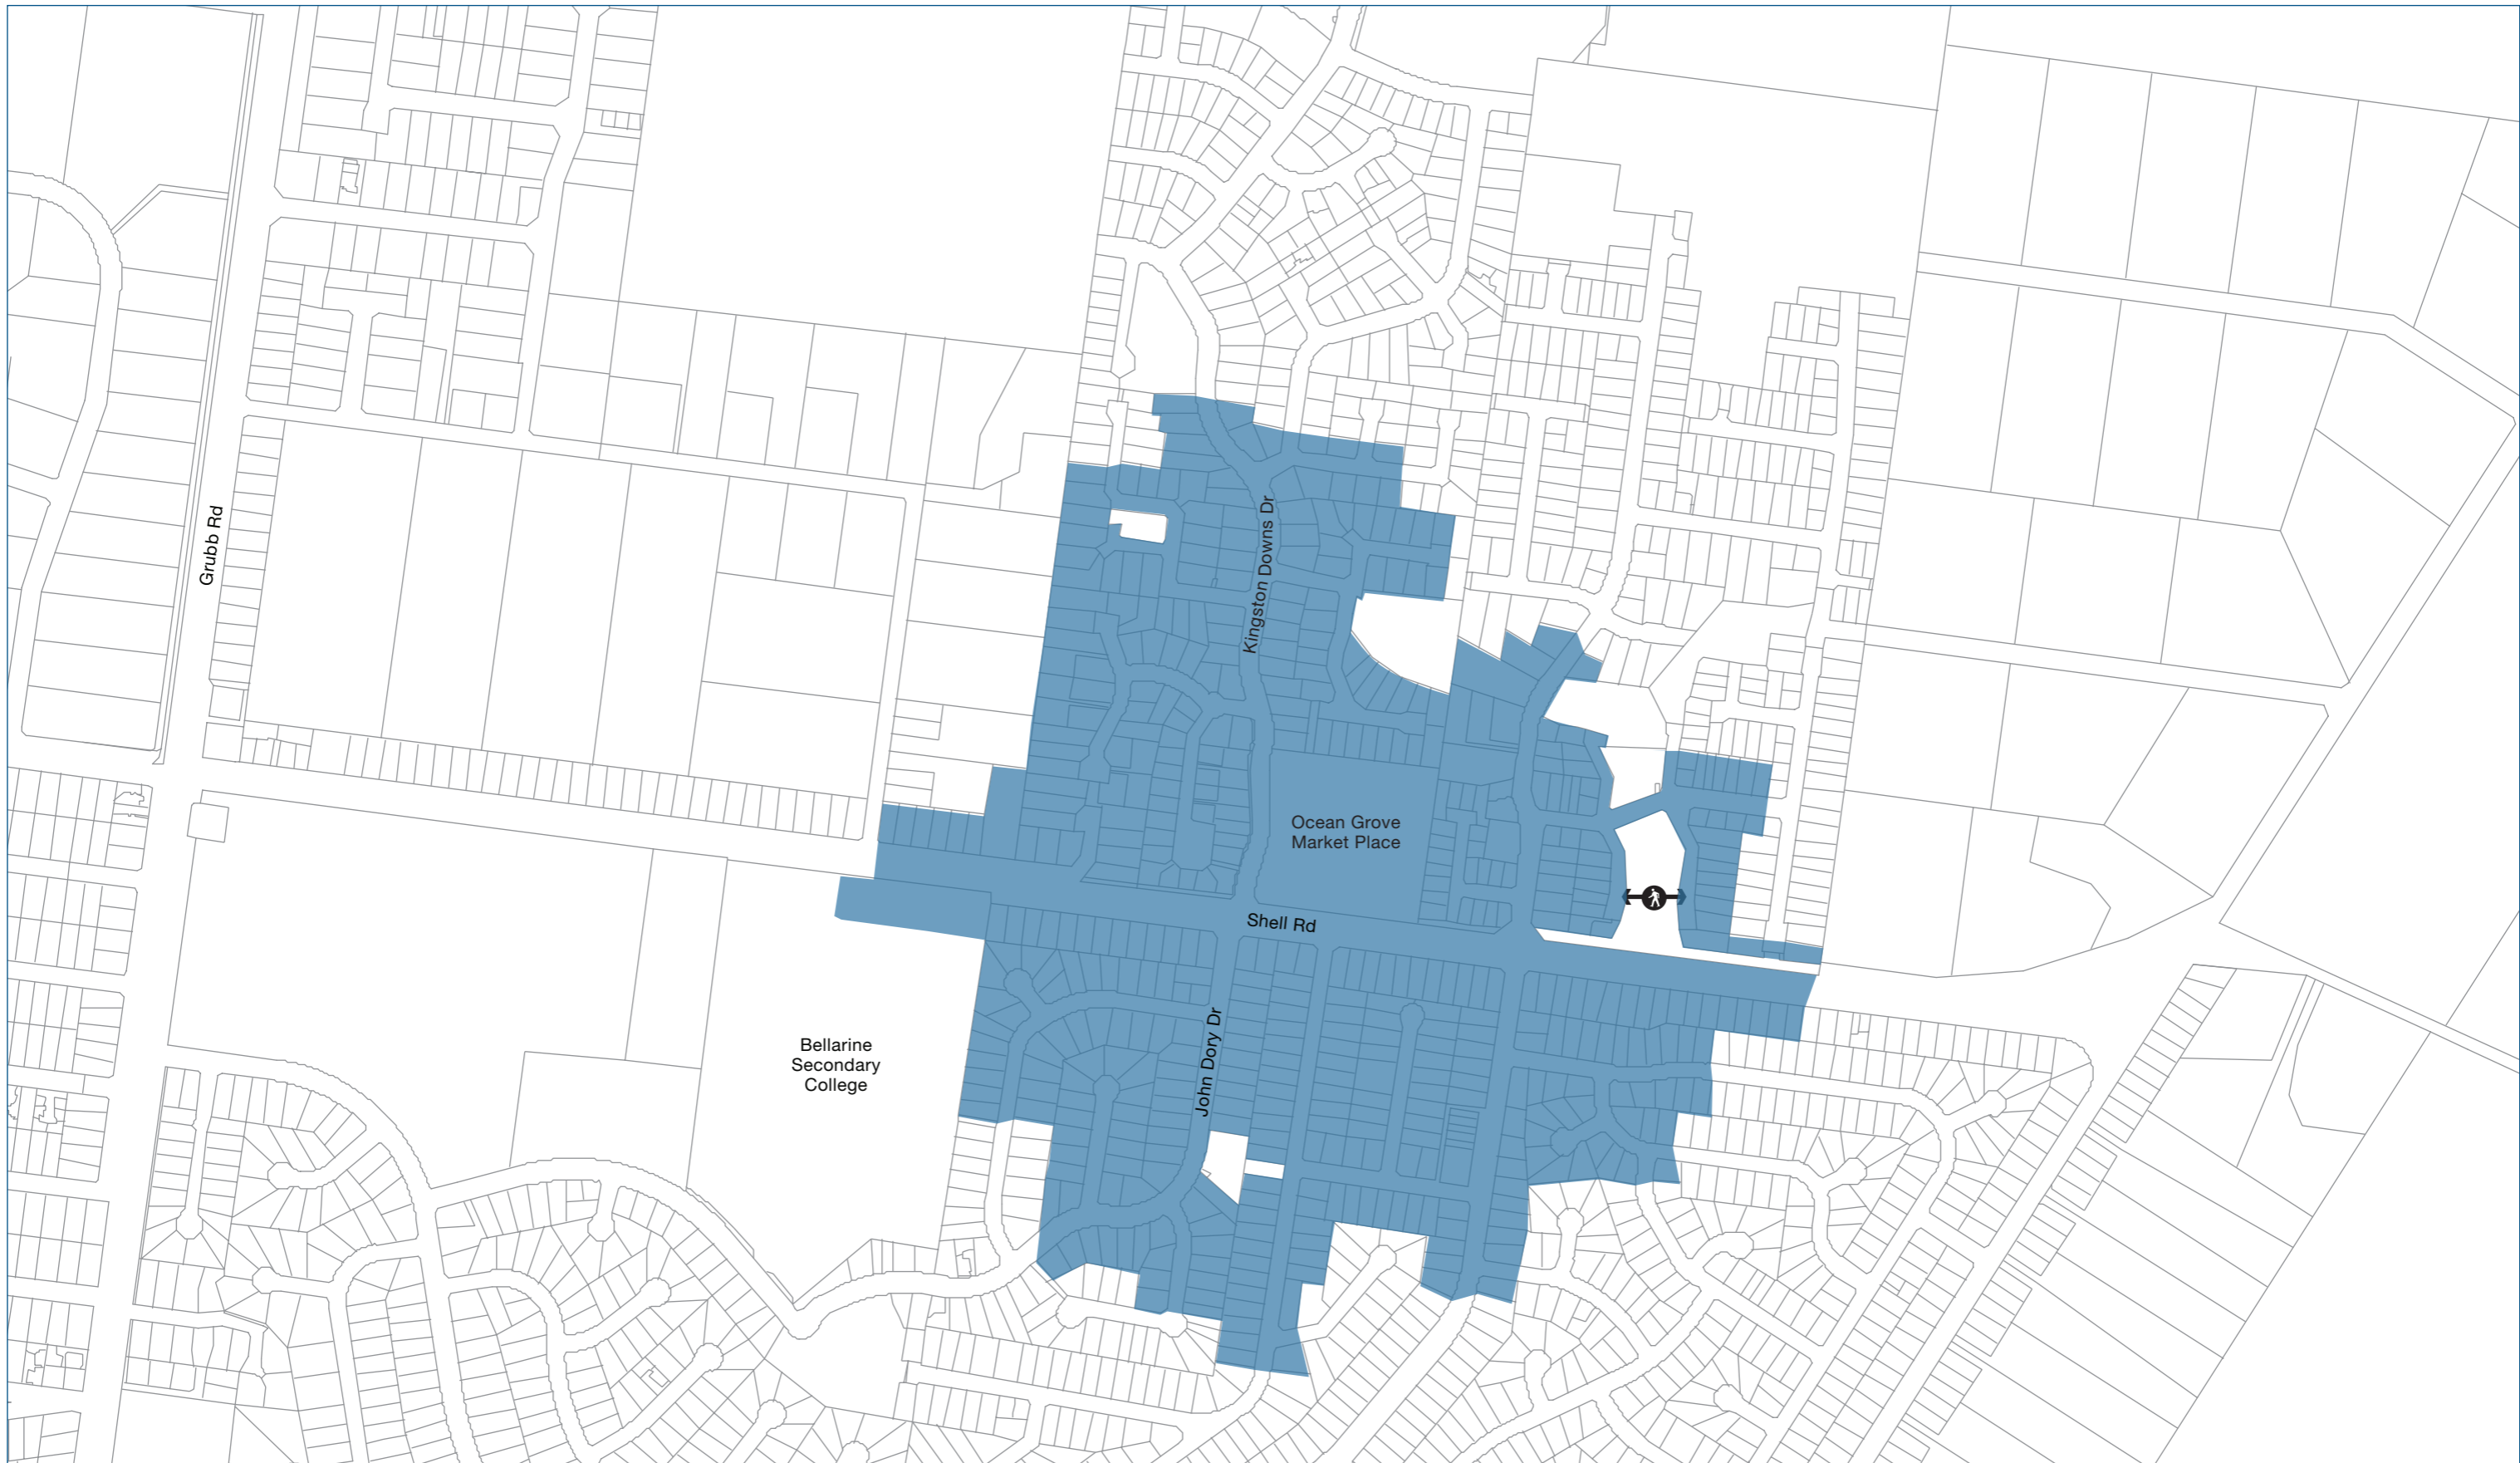 Grubb Rd
Kingston Downs Dr
Ocean Grove
Market Place
Shell Rd
John Dory Dr
Bellarine
Secondary
College